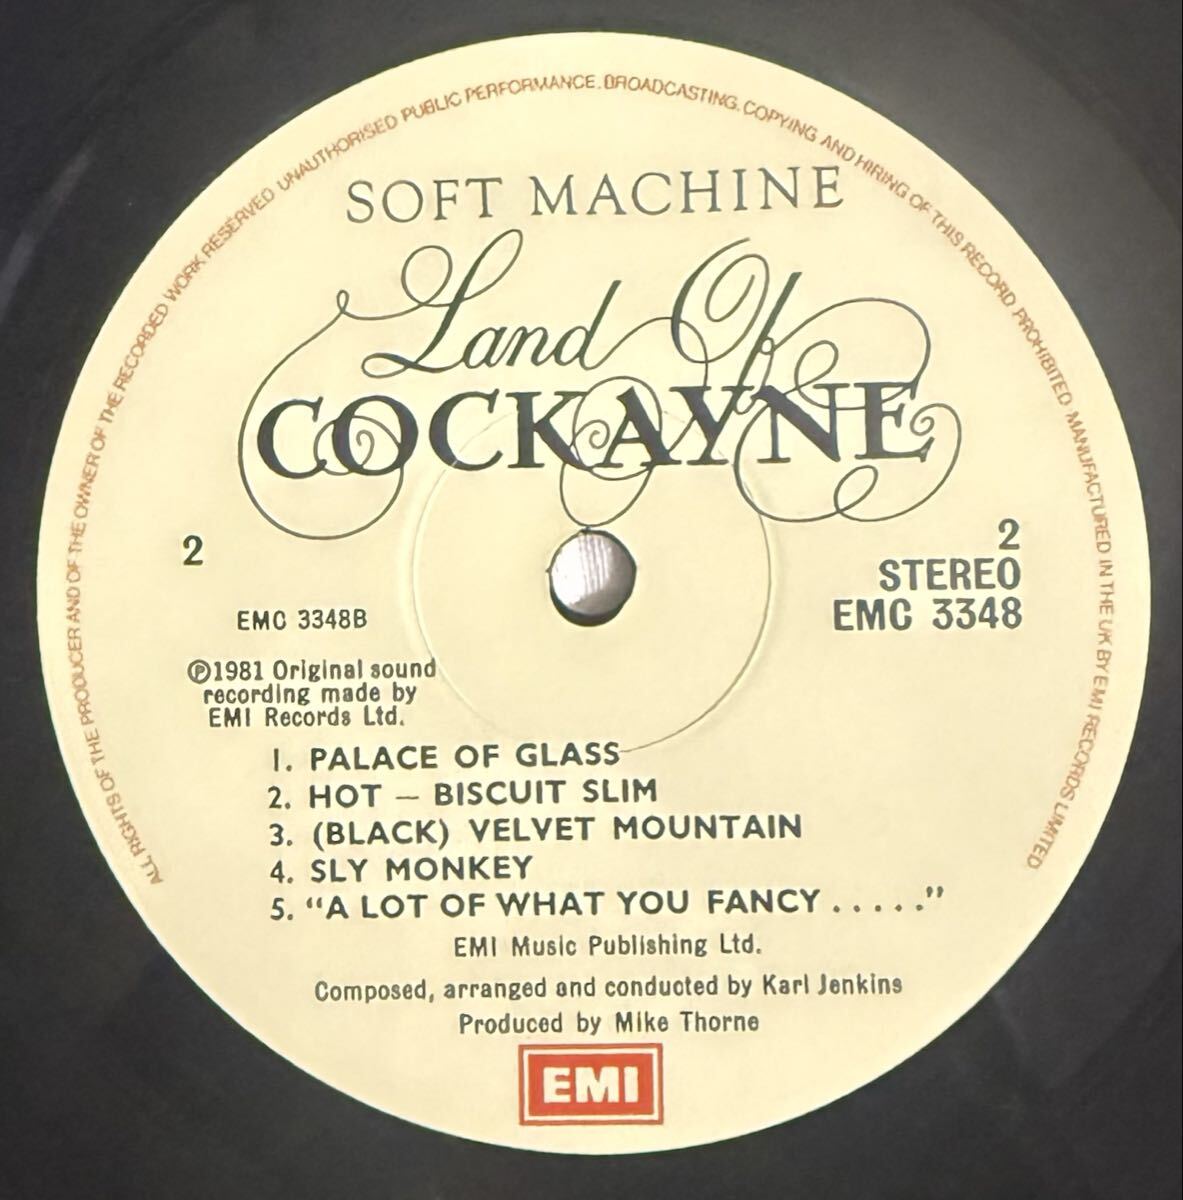 ALL RIGHTS OF THE PRODUCER AND OF THE OWNER OF THE RECORDED WORK RESERVED UNAUTHORISED PUBLIC PERFORMANCE. BROADCASTING. COPYING AND HIRING OF THIS RECORD PROHIBITED. MANUFACTURED IN THE UK BY EMI RECORDS LIMITED
SOFT MACHINE
Land Of
COCKAYNE
2
2
STEREO
EMC 3348
EMC 3348B
Ⓟ1981 Original sound
recording made by
EMI Records Ltd.
1. PALACE OF GLASS
2. HOT – BISCUIT SLIM
3. (BLACK) VELVET MOUNTAIN
4. SLY MONKEY
5. “A LOT OF WHAT YOU FANCY . . . . .”
EMI Music Publishing Ltd.
Composed, arranged and conducted by Karl Jenkins
Produced by Mike Thorne
EMI